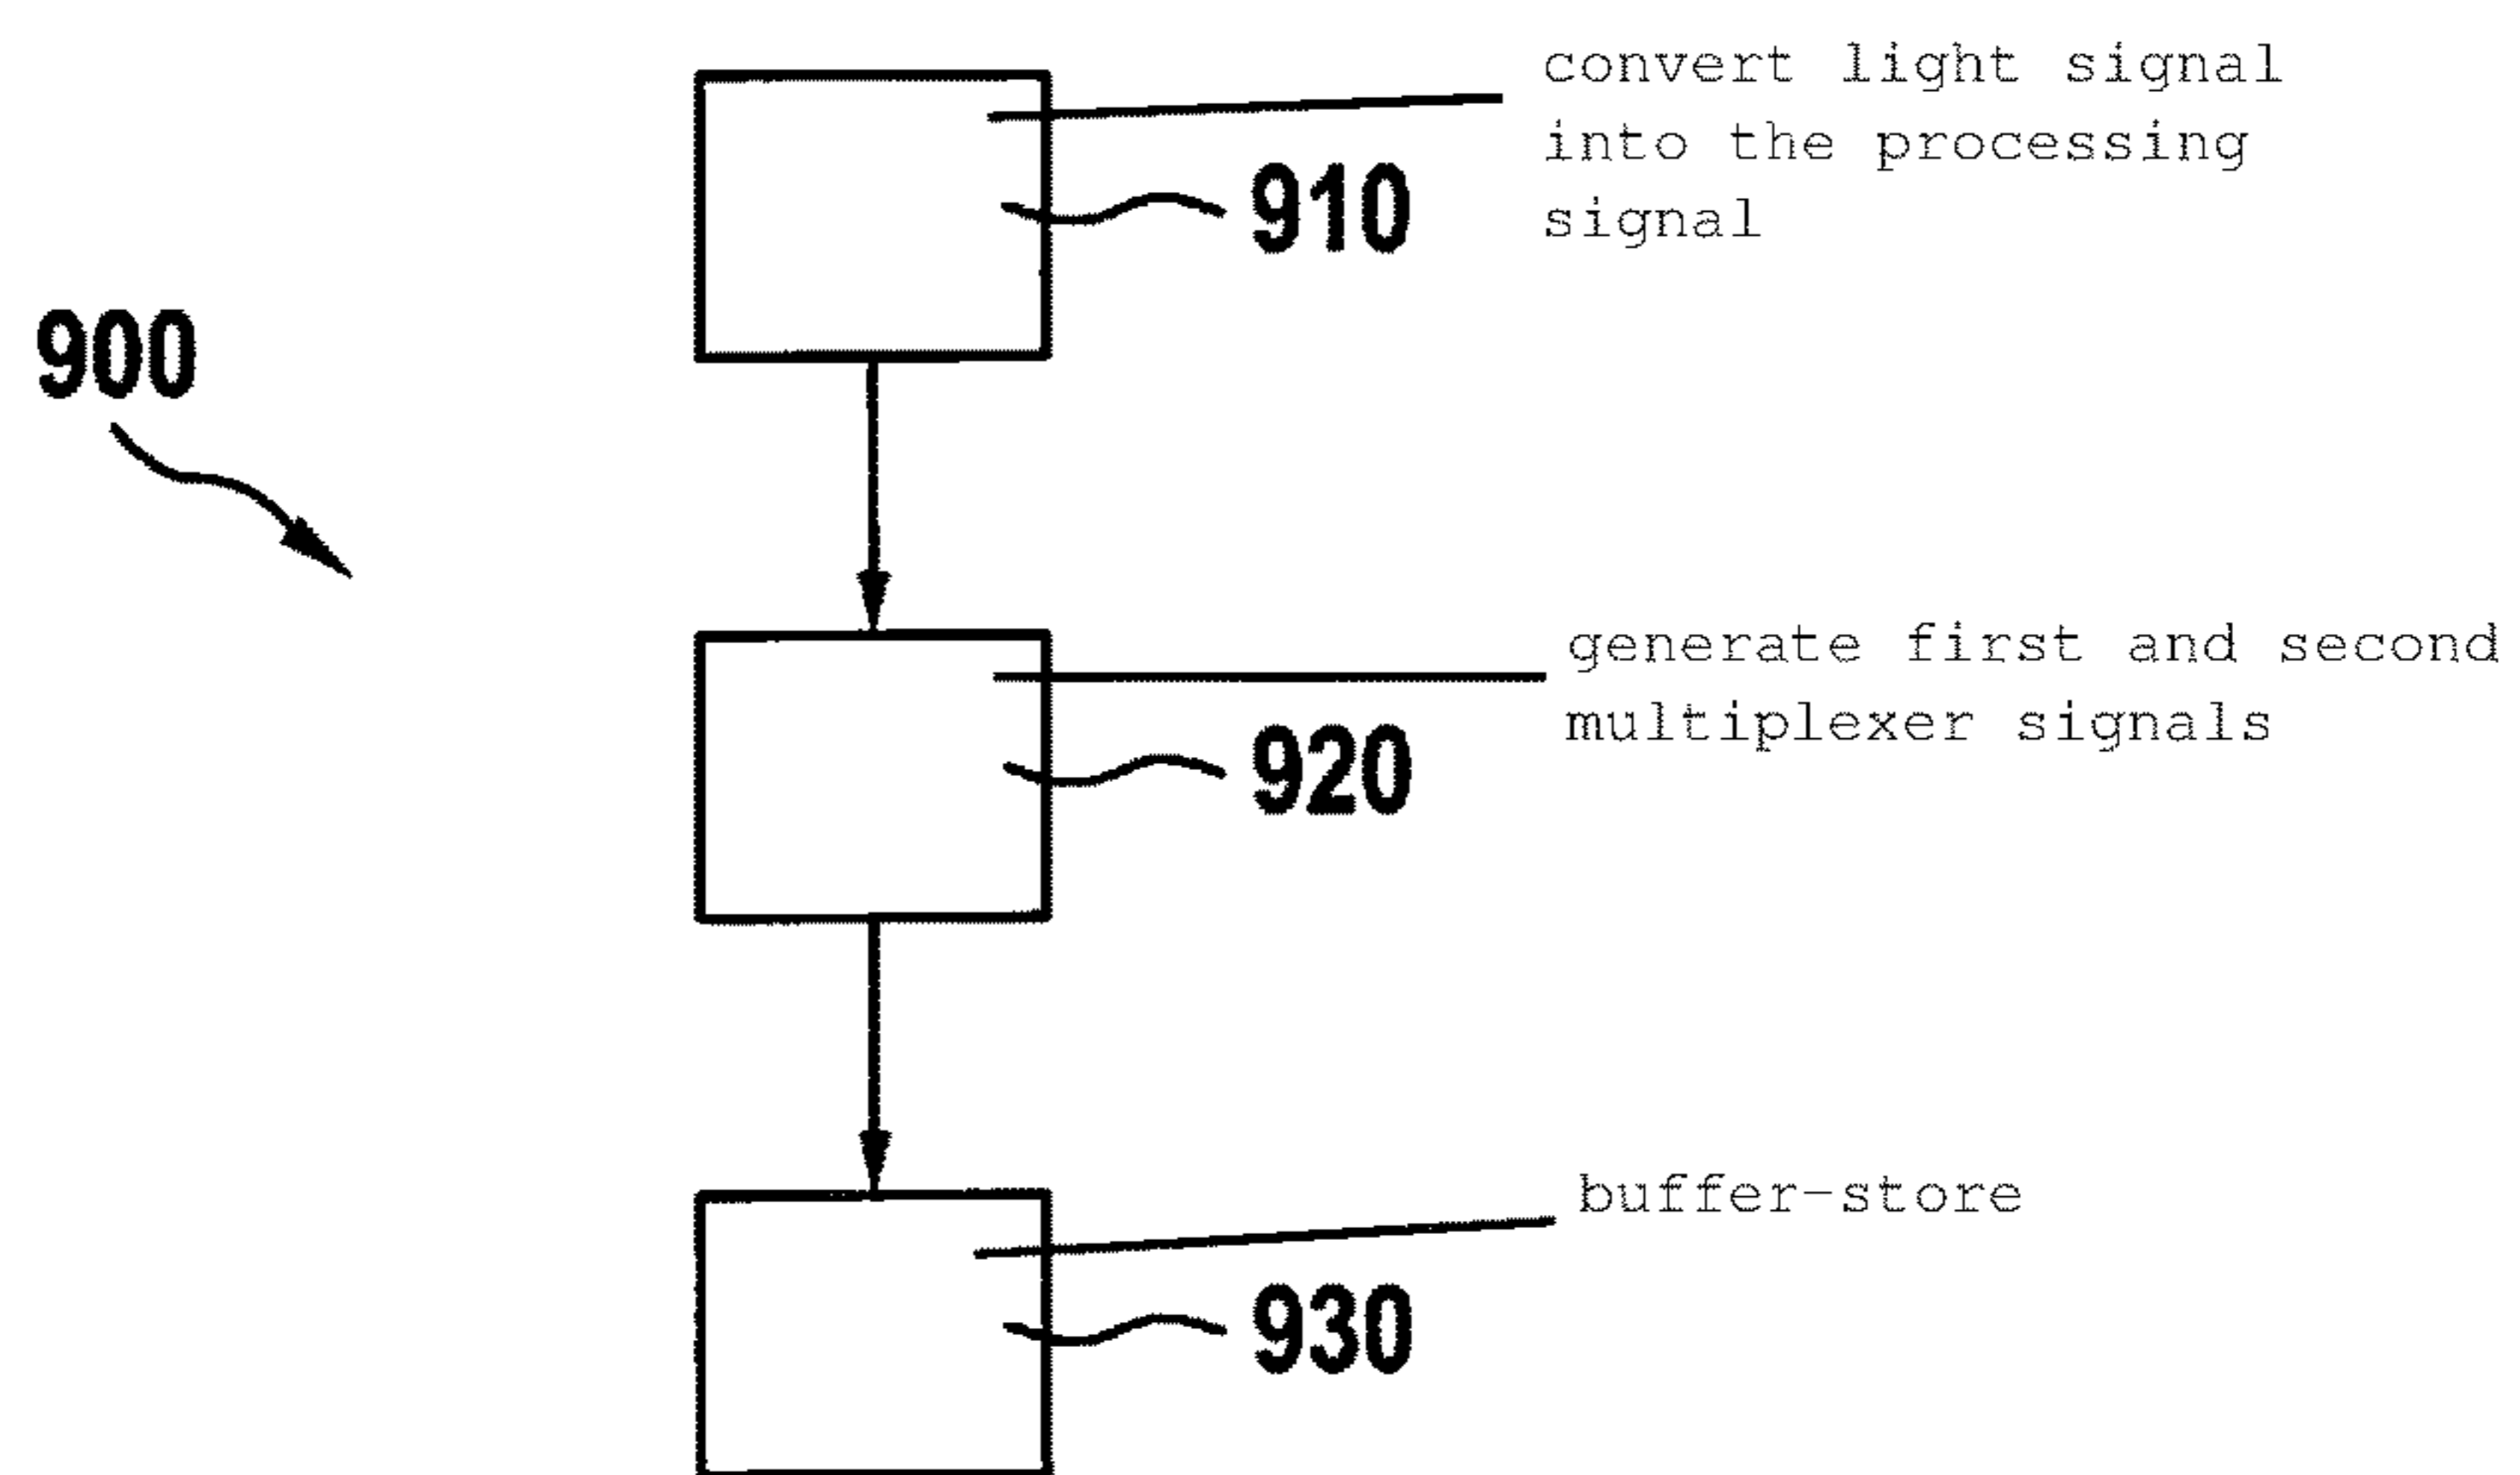 convert light signal
into the processing
signal
910
900
generate first and second
multiplexer signals
920
buffer-store
930